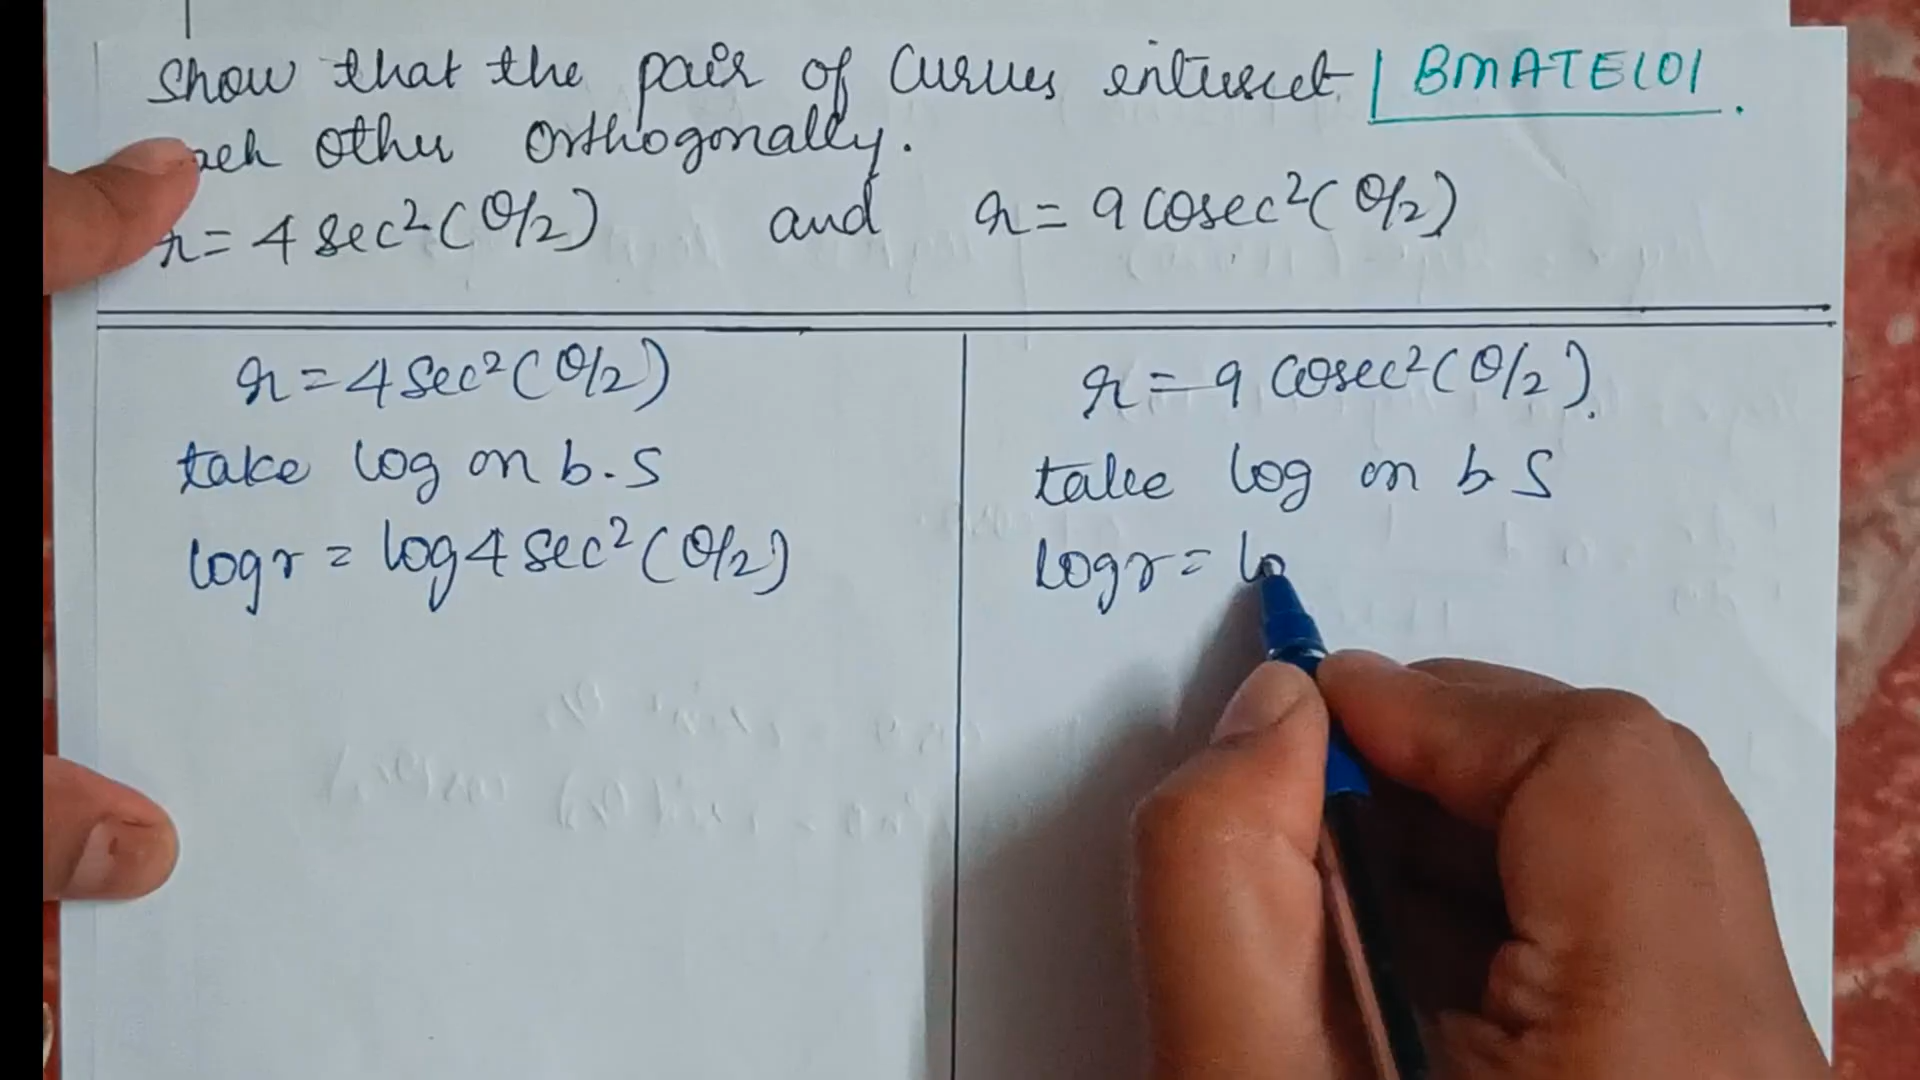 Show that the pair of Curves intersect BMATE101
each other Orthogonally.
r = 4 sec²(θ/2) and r = 9 cosec²(θ/2)
r = 4 sec²(θ/2)
take log on b.s
log r = log 4 sec²(θ/2)
r = 9 cosec²(θ/2).
take log on b s
log r = lo